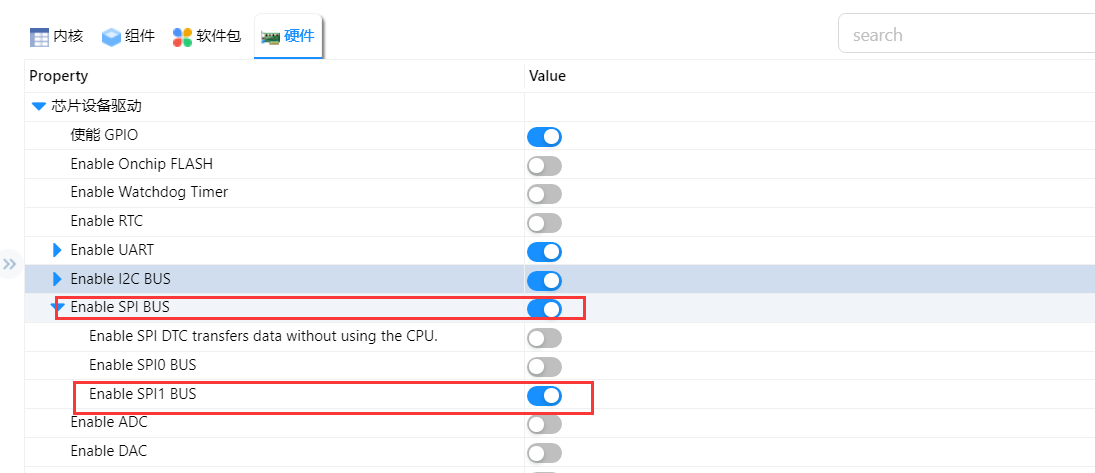 内核 组件 软件包 硬件 search
Property Value
芯片设备驱动
使能 GPIO
Enable Onchip FLASH
Enable Watchdog Timer
Enable RTC
Enable UART
Enable I2C BUS
Enable SPI BUS
Enable SPI DTC transfers data without using the CPU.
Enable SPI0 BUS
Enable SPI1 BUS
Enable ADC
Enable DAC